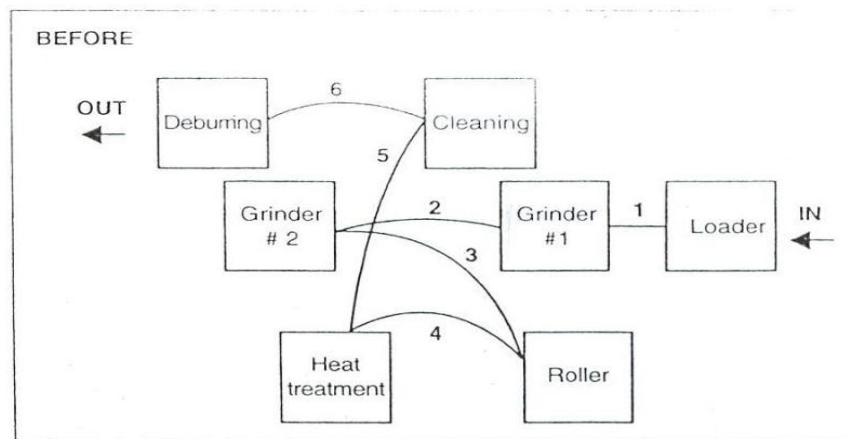 BEFORE
6
OUT
Deburring
Cleaning
5
Grinder
# 2
2
Grinder
#1
1
Loader
IN
3
4
Heat
treatment
Roller